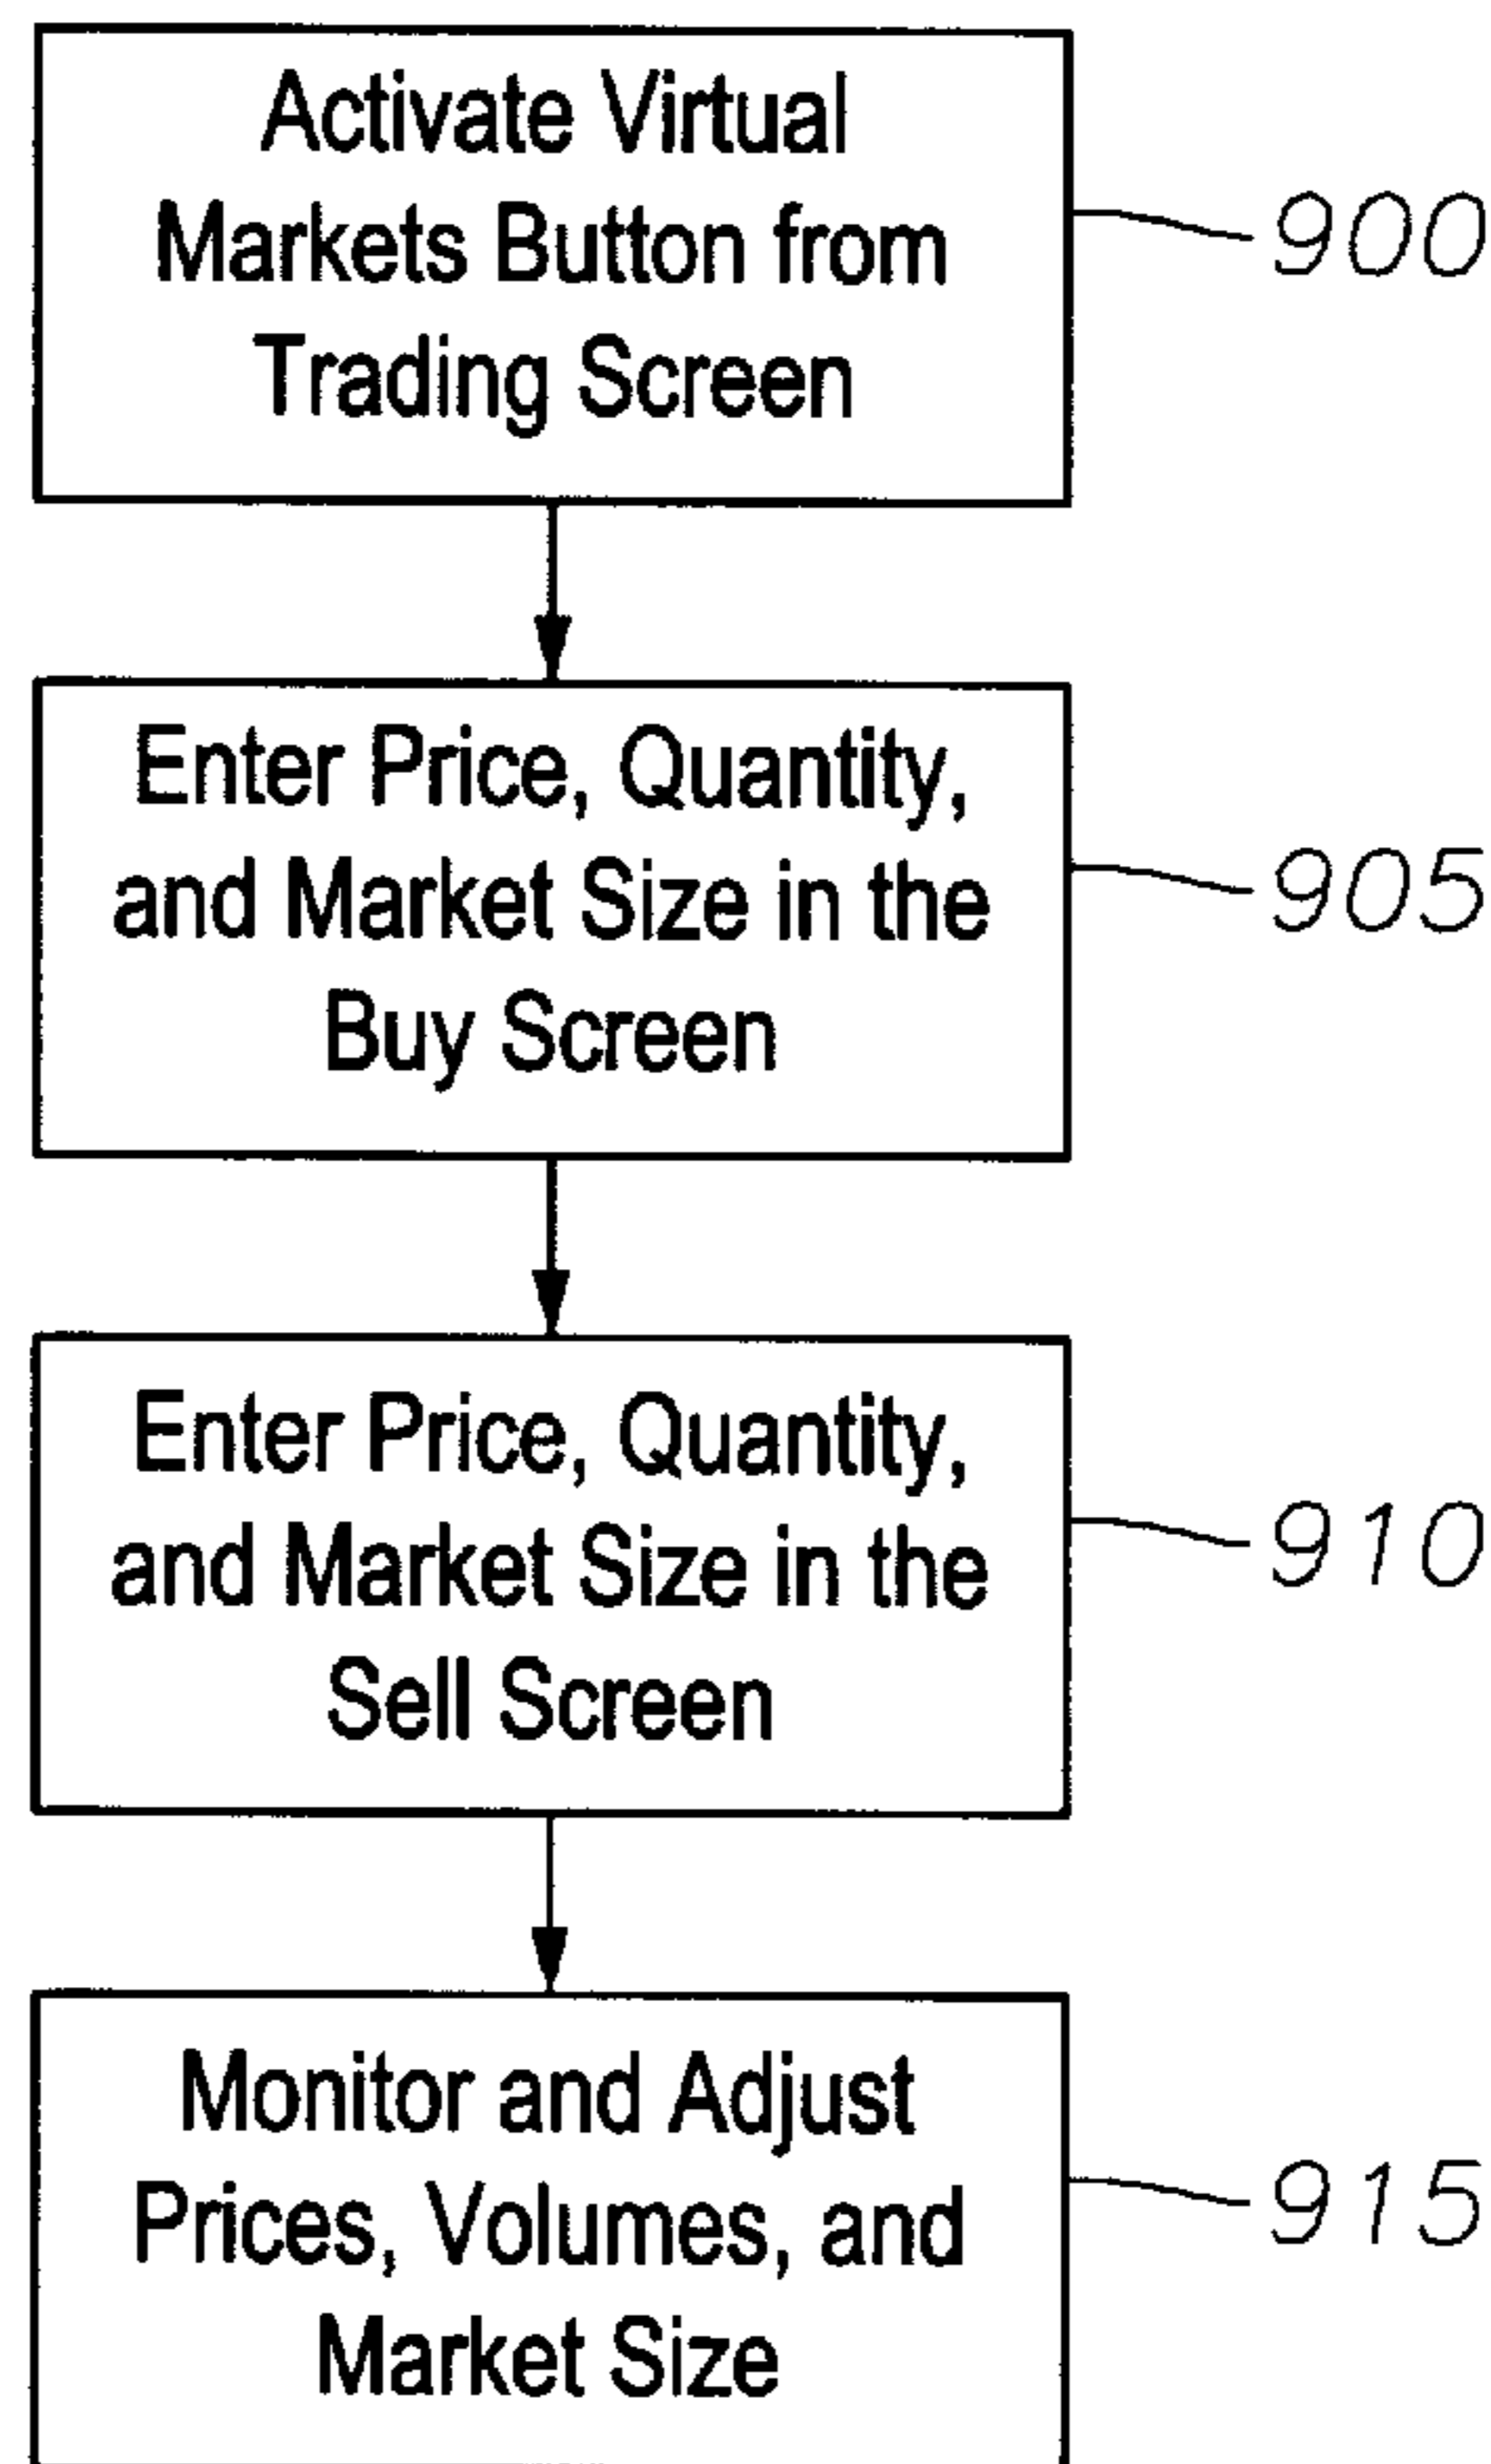 Activate Virtual
Markets Button from
Trading Screen
900
Enter Price, Quantity,
and Market Size in the
Buy Screen
905
Enter Price, Quantity,
and Market Size in the
Sell Screen
910
Monitor and Adjust
Prices, Volumes, and
Market Size
915